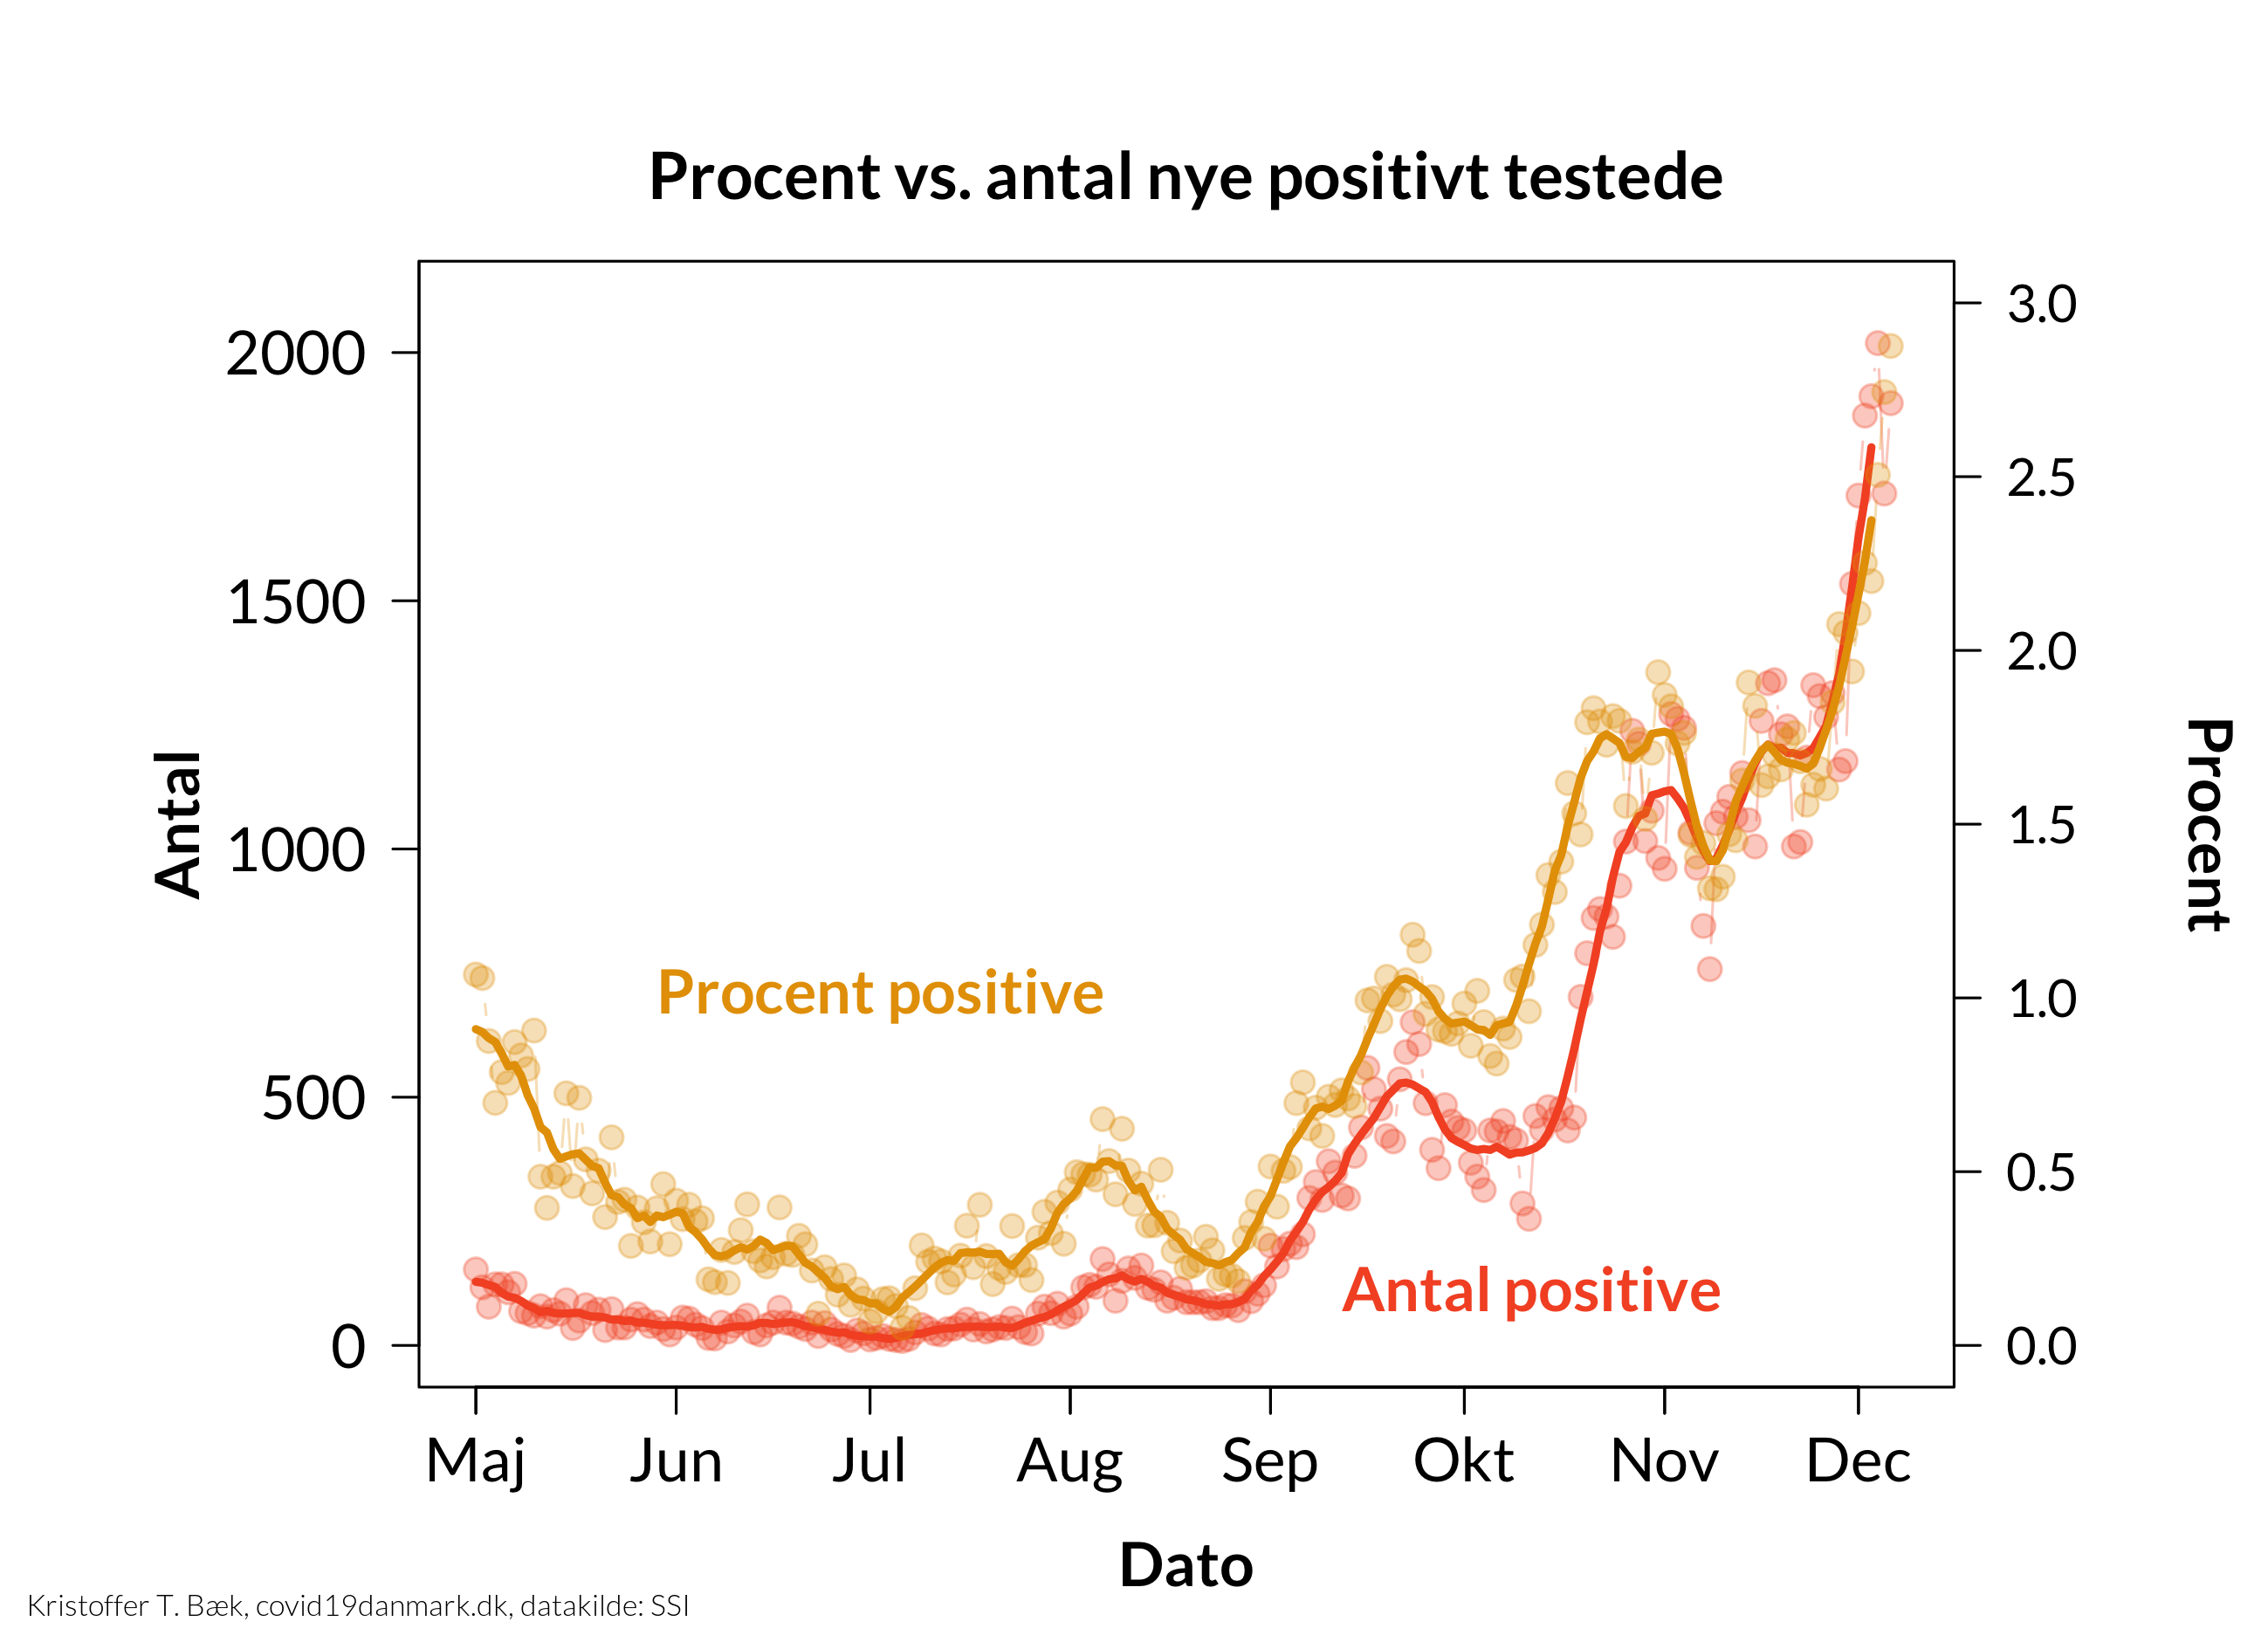 Procent vs. antal nye positivt testede
3.0
2000
2.5
1500
2.0
Antal
Procent
1000
1.5
Procent positive
1.0
500
0.5
Antal positive
0
0.0
Maj Jun Jul Aug Sep Okt Nov Dec
Dato
Kristoffer T. Bæk, covid19danmark.dk, datakilde: SSI